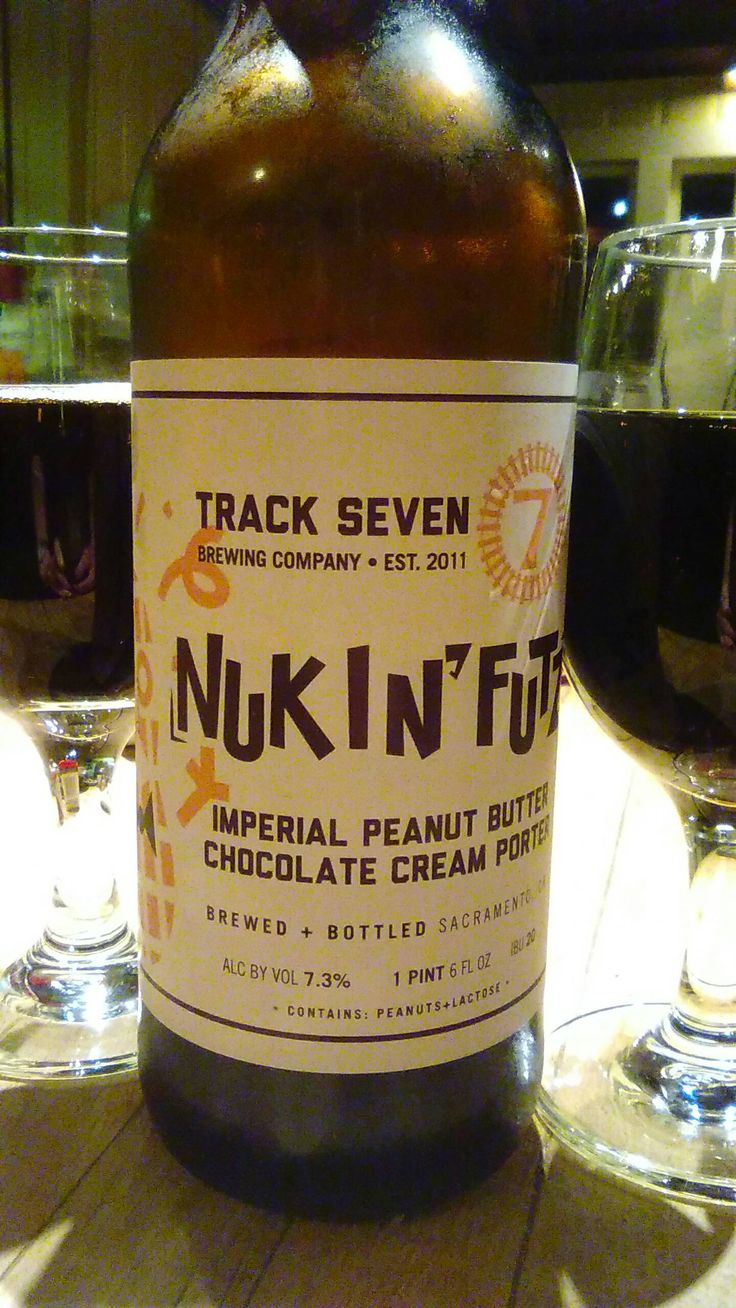 TRACK SEVEN
BREWING COMPANY • EST. 2011
7
NUKIN' FUTZ
IMPERIAL PEANUT BUTTER
CHOCOLATE CREAM PORTER
BREWED + BOTTLED SACRAMENTO, CA
ALC BY VOL 7.3% 1 PINT 6 FL OZ IBU 20
• CONTAINS: PEANUTS+LACTOSE •